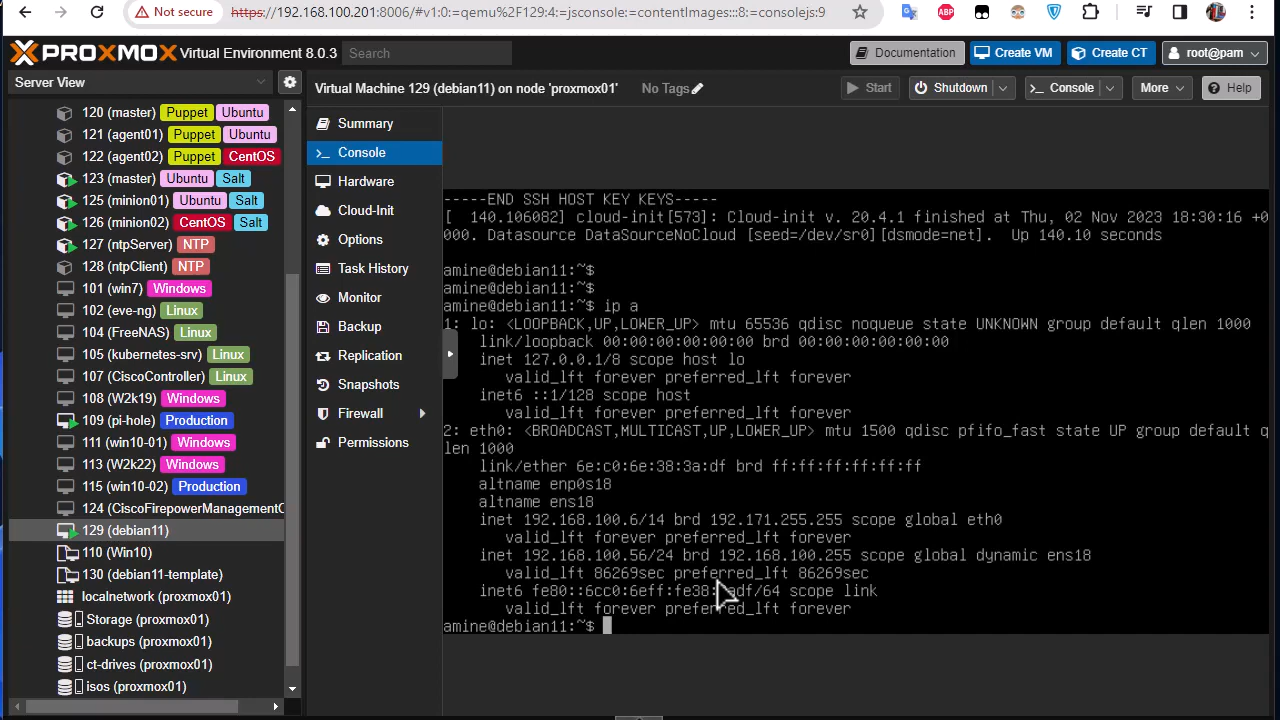 Not secure
https://192.168.100.201:8006/#v1:0:=qemu%2F129:4:=jsconsole:=contentImages:::8:=consolejs:9
PROXMOX Virtual Environment 8.0.3 Search Documentation Create VM Create CT root@pam
Server View
Virtual Machine 129 (debian11) on node 'proxmox01' No Tags Start Shutdown Console More Help
120 (master) Puppet Ubuntu
121 (agent01) Puppet Ubuntu
122 (agent02) Puppet CentOS
123 (master) Ubuntu Salt
125 (minion01) Ubuntu Salt
126 (minion02) CentOS Salt
127 (ntpServer) NTP
128 (ntpClient) NTP
101 (win7) Windows
102 (eve-ng) Linux
104 (FreeNAS) Linux
105 (kubernetes-srv) Linux
107 (CiscoController) Linux
108 (W2k19) Windows
109 (pi-hole) Production
111 (win10-01) Windows
113 (W2k22) Windows
115 (win10-02) Production
124 (CiscoFirepowerManagementC
129 (debian11)
110 (Win10)
130 (debian11-template)
localnetwork (proxmox01)
Storage (proxmox01)
backups (proxmox01)
ct-drives (proxmox01)
isos (proxmox01)
Summary
Console
Hardware
Cloud-Init
Options
Task History
Monitor
Backup
Replication
Snapshots
Firewall
Permissions
-----END SSH HOST KEY KEYS-----
[  140.106082] cloud-init[573]: Cloud-init v. 20.4.1 finished at Thu, 02 Nov 2023 18:30:16 +0
000. Datasource DataSourceNoCloud [seed=/dev/sr0][dsmode=net].  Up 140.10 seconds
amine@debian11:~$
amine@debian11:~$
amine@debian11:~$ ip a
1: lo: <LOOPBACK,UP,LOWER_UP> mtu 65536 qdisc noqueue state UNKNOWN group default qlen 1000
link/loopback 00:00:00:00:00:00 brd 00:00:00:00:00:00
inet 127.0.0.1/8 scope host lo
valid_lft forever preferred_lft forever
inet6 ::1/128 scope host
valid_lft forever preferred_lft forever
2: eth0: <BROADCAST,MULTICAST,UP,LOWER_UP> mtu 1500 qdisc pfifo_fast state UP group default q
len 1000
link/ether 6e:c0:6e:38:3a:df brd ff:ff:ff:ff:ff:ff
altname enp0s18
altname ens18
inet 192.168.100.6/14 brd 192.171.255.255 scope global eth0
valid_lft forever preferred_lft forever
inet 192.168.100.56/24 brd 192.168.100.255 scope global dynamic ens18
valid_lft 86269sec preferred_lft 86269sec
inet6 fe80::6cc0:6eff:fe38:3adf/64 scope link
valid_lft forever preferred_lft forever
amine@debian11:~$